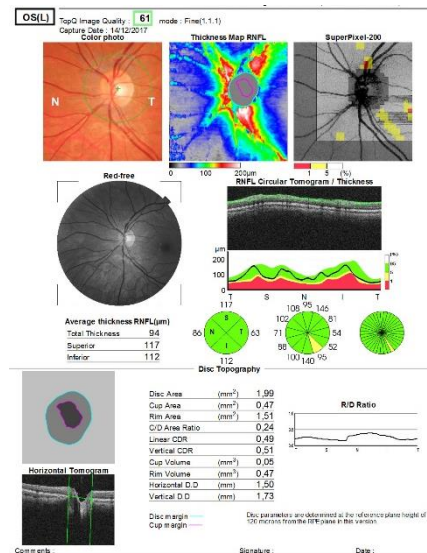 OS(L)
TopQ Image Quality : 61 mode : Fine(1.1.1)
Capture Date : 14/12/2017
Color photo Thickness Map RNFL SuperPixel-200
N T
0 100 200μm
1 5 (%)
Red-free
RNFL Circular Tomogram / Thickness
μm
200
100
0
T S N I T
Average thickness RNFL(μm)
Total Thickness 94
Superior 117
Inferior 112
117
S
86 N T 63
I
112
108 95 146
102 81
71 54
88 52
100 140 95
Disc Topography
Disc Area (mm²) 1,99
Cup Area (mm²) 0,47
Rim Area (mm²) 1,51
C/D Area Ratio 0,24
Linear CDR 0,49
Vertical CDR 0,51
Cup Volume (mm³) 0,05
Rim Volume (mm³) 0,47
Horizontal D.D (mm) 1,50
Vertical D.D (mm) 1,73
R/D Ratio
Horizontal Tomogram
Disc margin
Cup margin
Disc parameters are determined at the reference plane height of
120 microns from the RPE plane in this version.
Comments : Signature : Date :